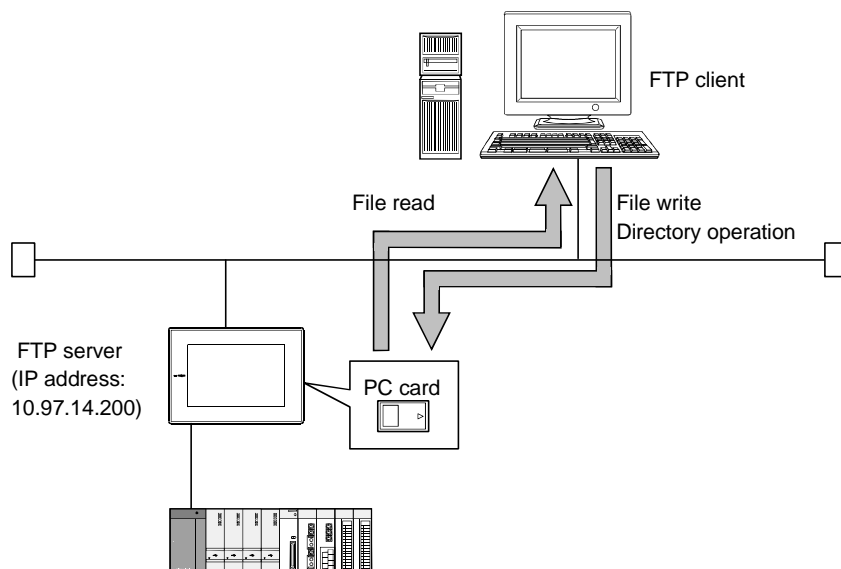 FTP client
File read
File write
Directory operation
FTP server
(IP address:
10.97.14.200)
PC card